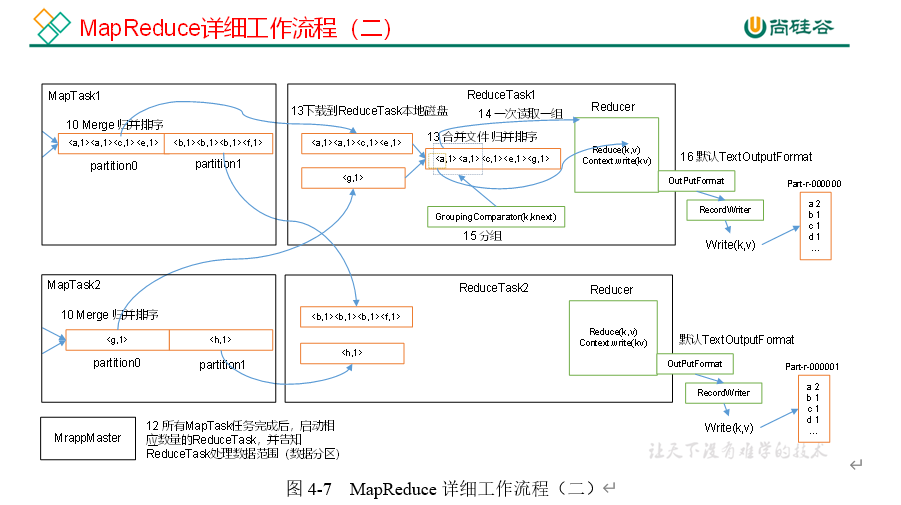 MapReduce详细工作流程（二）
尚硅谷
MapTask1
10 Merge 归并排序
<a,1><a,1><c,1><e,1>
<b,1><b,1><b,1><f,1>
partition0
partition1
ReduceTask1
13下载到ReduceTask本地磁盘
<a,1><a,1><c,1><e,1>
<g,1>
13 合并文件 归并排序
<a,1><a,1><c,1><e,1><g,1>
GroupingComparator(k,knext)
15 分组
14 一次读取一组
Reducer
Reduce(k,v)
Context.write(kv)
16 默认TextOutputFormat
OutPutFormat
RecordWriter
Write(k,v)
Part-r-000000
a 2
b 1
c 1
d 1
...
MapTask2
10 Merge 归并排序
<g,1>
<h,1>
partition0
partition1
ReduceTask2
<b,1><b,1><b,1><f,1>
<h,1>
Reducer
Reduce(k,v)
Context.write(kv)
默认TextOutputFormat
OutPutFormat
RecordWriter
Write(k,v)
Part-r-000001
a 2
b 1
c 1
d 1
...
MrappMaster
12 所有MapTask任务完成后，启动相
应数量的ReduceTask，并告知
ReduceTask处理数据范围（数据分区）
让天下没有难学的技术
图 4-7 MapReduce 详细工作流程（二）